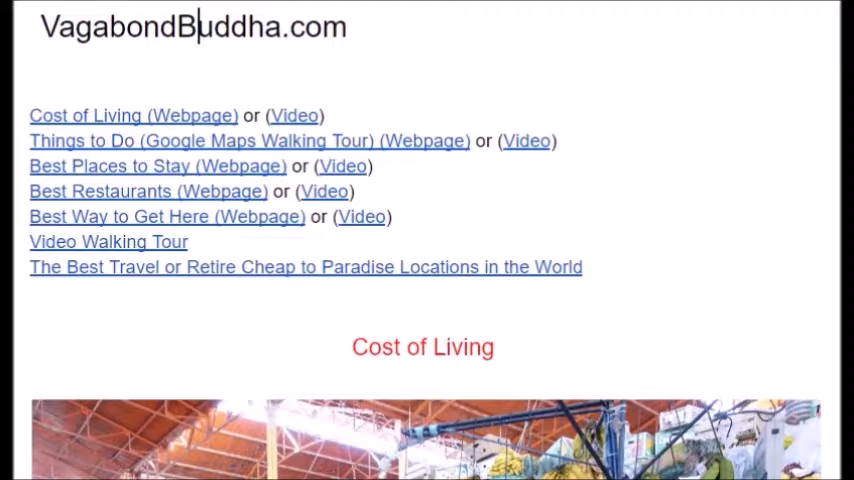 VagabondBuddha.com
Cost of Living (Webpage) or (Video)
Things to Do (Google Maps Walking Tour) (Webpage) or (Video)
Best Places to Stay (Webpage) or (Video)
Best Restaurants (Webpage) or (Video)
Best Way to Get Here (Webpage) or (Video)
Video Walking Tour
The Best Travel or Retire Cheap to Paradise Locations in the World
Cost of Living